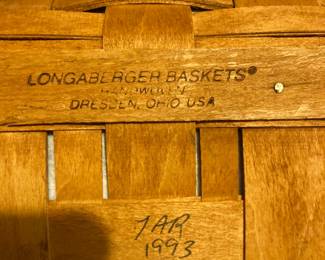 LONGABERGER BASKETS®
HANDWOVEN
DRESDEN, OHIO USA
JAR
1993